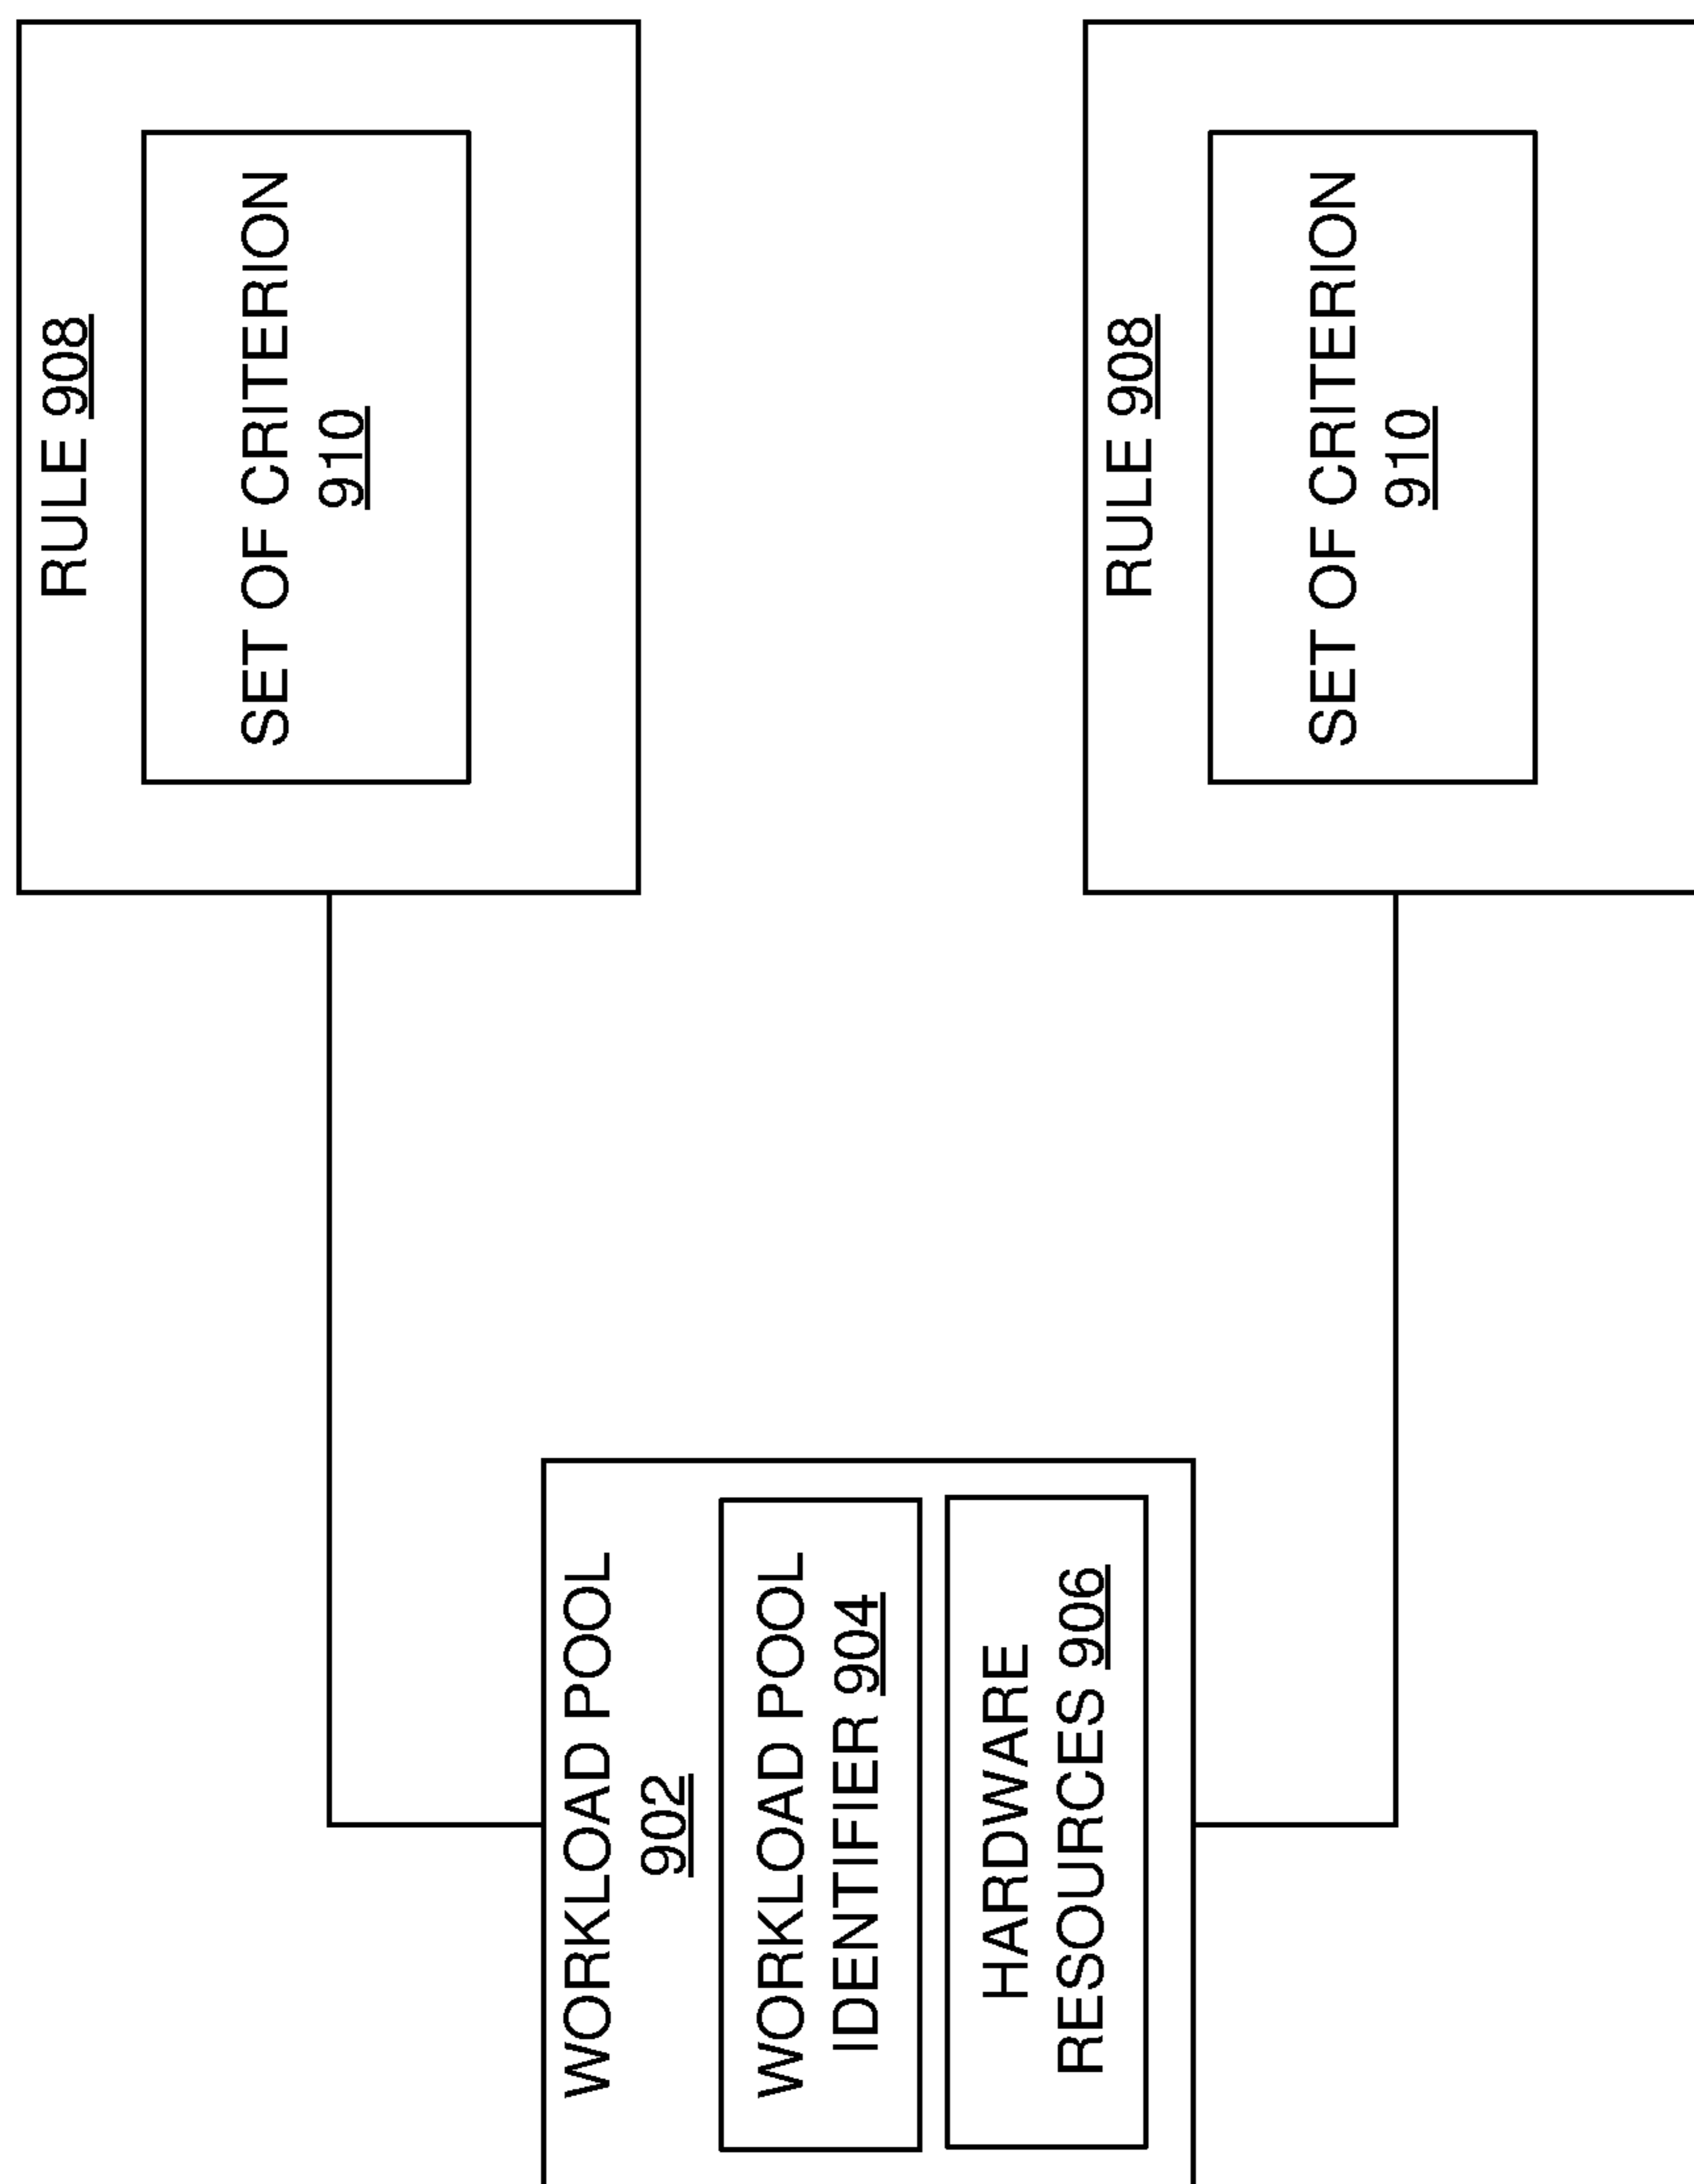 WORKLOAD POOL
902
WORKLOAD POOL
IDENTIFIER 904
HARDWARE
RESOURCES 906
RULE 908
SET OF CRITERION
910
RULE 908
SET OF CRITERION
910